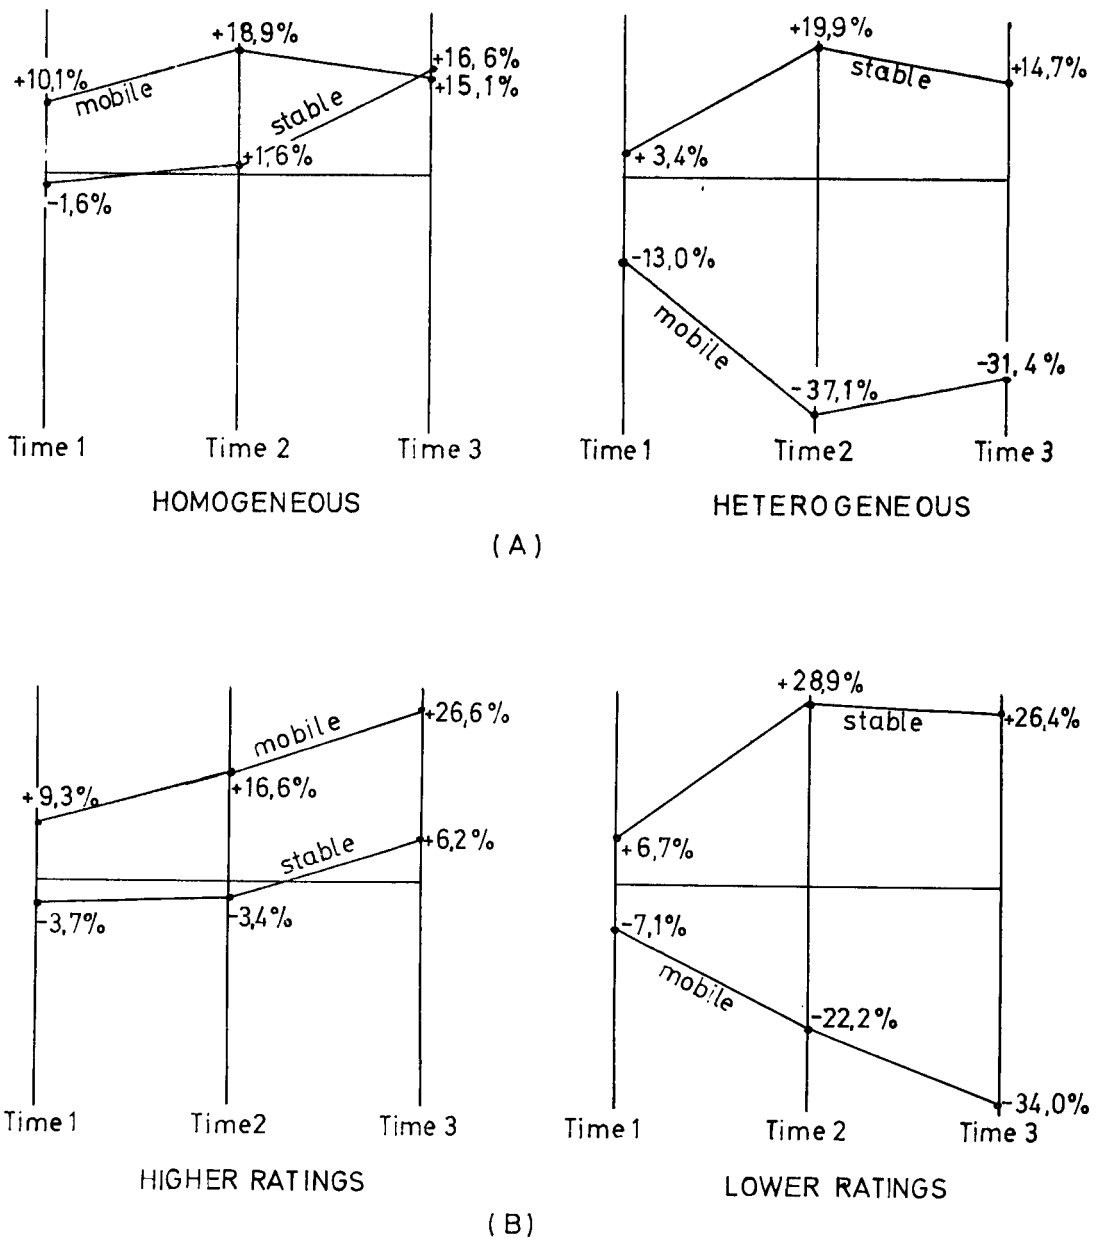 +18,9%
+10,1%
mobile
+16,6%
+15,1%
stable
+1,6%
-1,6%
Time 1
Time 2
Time 3
HOMOGENEOUS
+19,9%
stable
+14,7%
+3,4%
-13,0%
mobile
-37,1%
-31,4%
Time 1
Time 2
Time 3
HETEROGENEOUS
(A)
+9,3%
mobile
+26,6%
+16,6%
stable
+6,2%
-3,7%
-3,4%
Time 1
Time 2
Time 3
HIGHER RATINGS
+28,9%
stable
+26,4%
+6,7%
-7,1%
mobile
-22,2%
-34,0%
Time 1
Time 2
Time 3
LOWER RATINGS
(B)